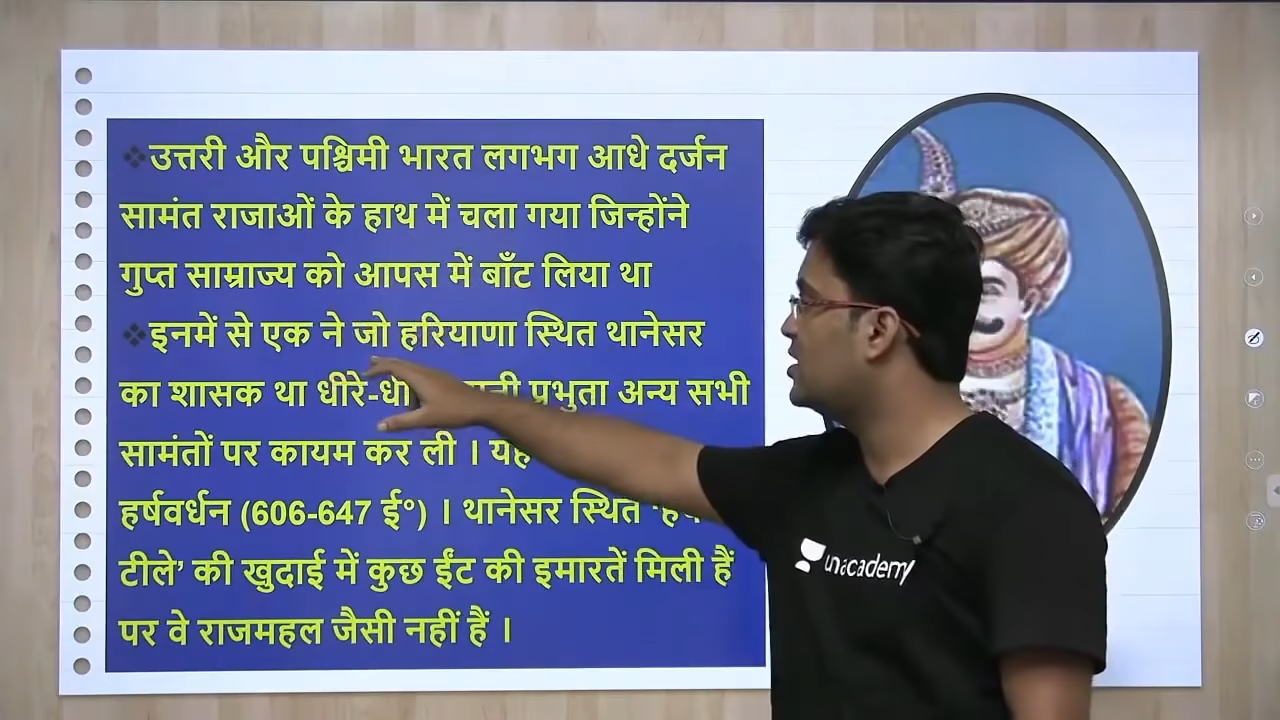 उत्तरी और पश्चिमी भारत लगभग आधे दर्जन
सामंत राजाओं के हाथ में चला गया जिन्होंने
गुप्त साम्राज्य को आपस में बाँट लिया था
इनमें से एक ने जो हरियाणा स्थित थानेसर
का शासक था धीरे- प्रभुता अन्य सभी
सामंतों पर कायम कर ली । यह
हर्षवर्धन (606-647 ई°) । थानेसर स्थित
टीले’ की खुदाई में कुछ ईंट की इमारतें मिली हैं
पर वे राजमहल जैसी नहीं हैं ।
unacademy